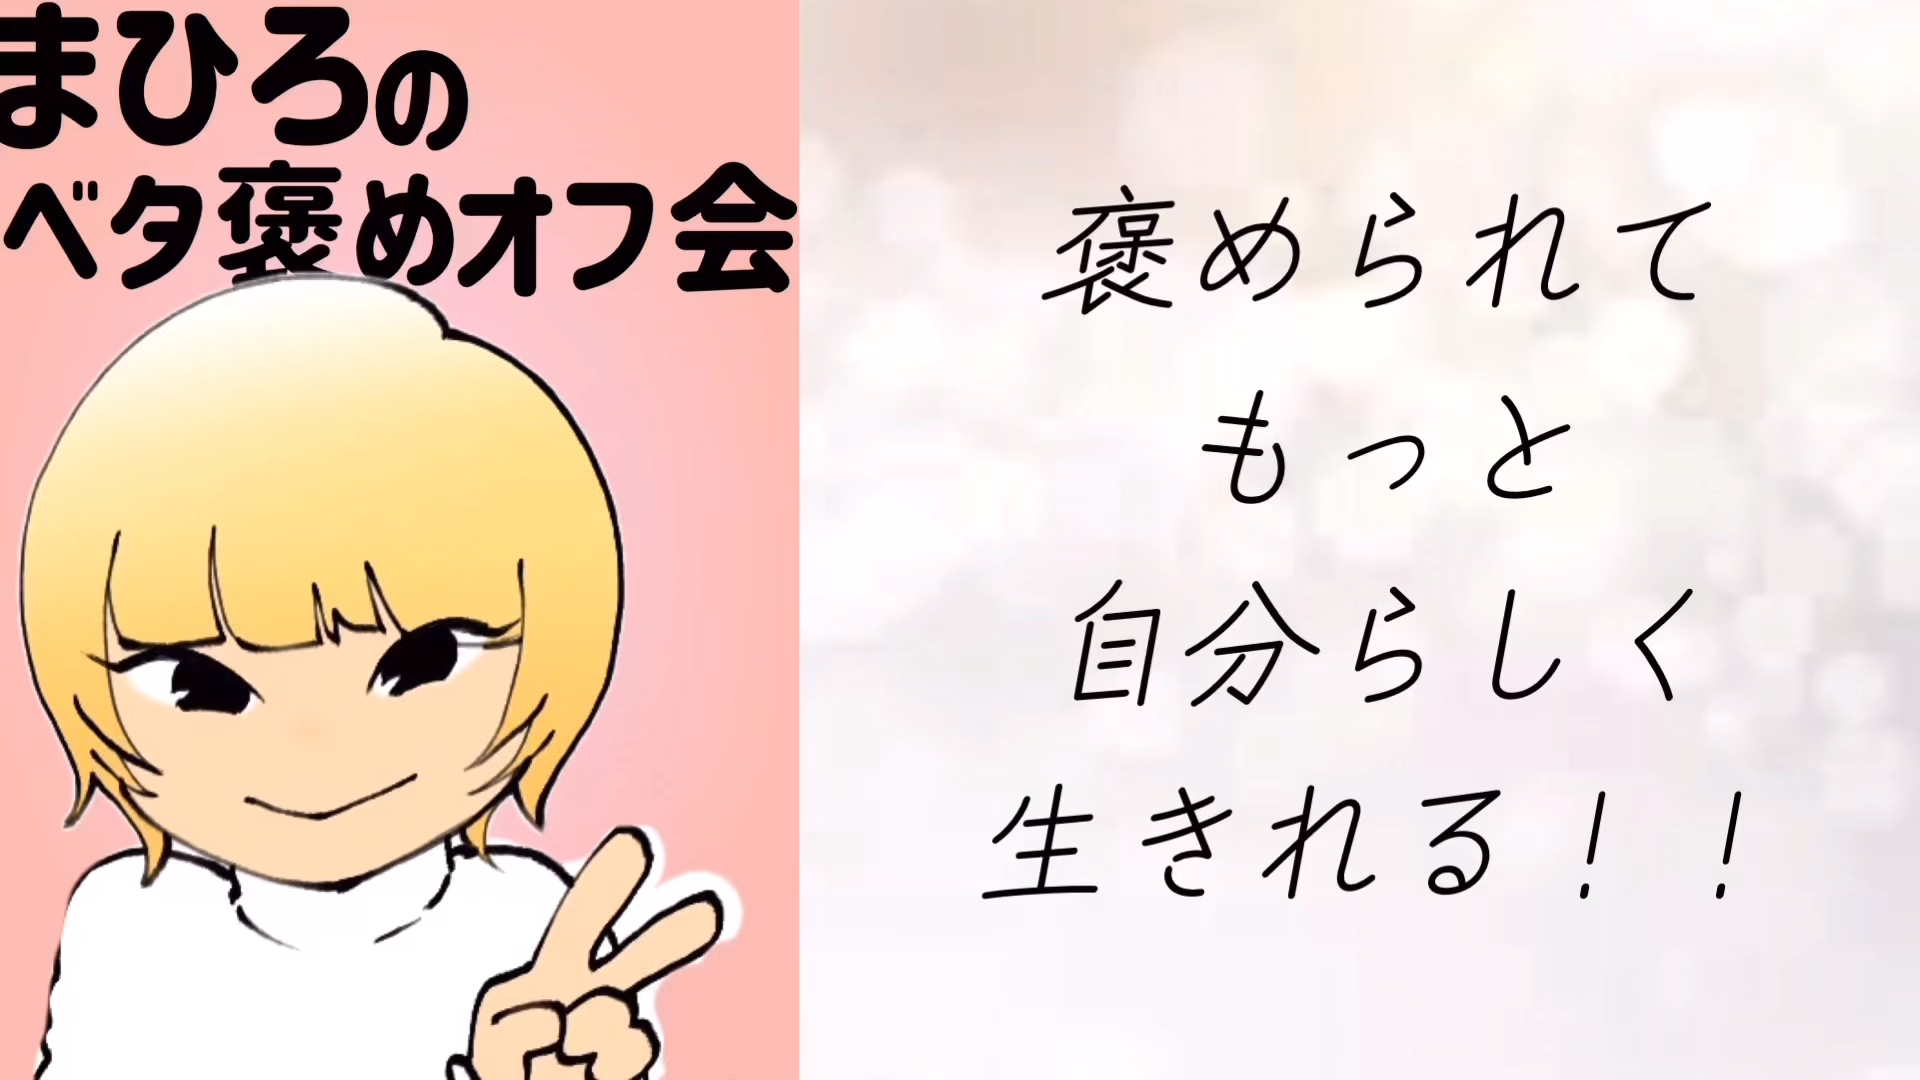 まひろの
ベタ褒めオフ会
褒められて
もっと
自分らしく
生きれる！！